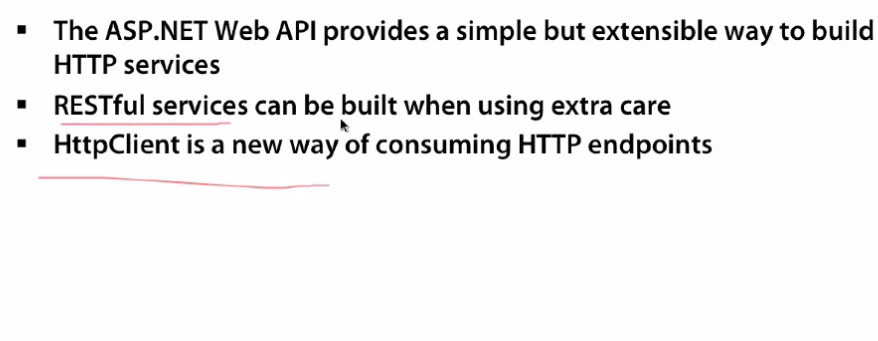 ▪ The ASP.NET Web API provides a simple but extensible way to build
HTTP services
▪ RESTful services can be built when using extra care
▪ HttpClient is a new way of consuming HTTP endpoints